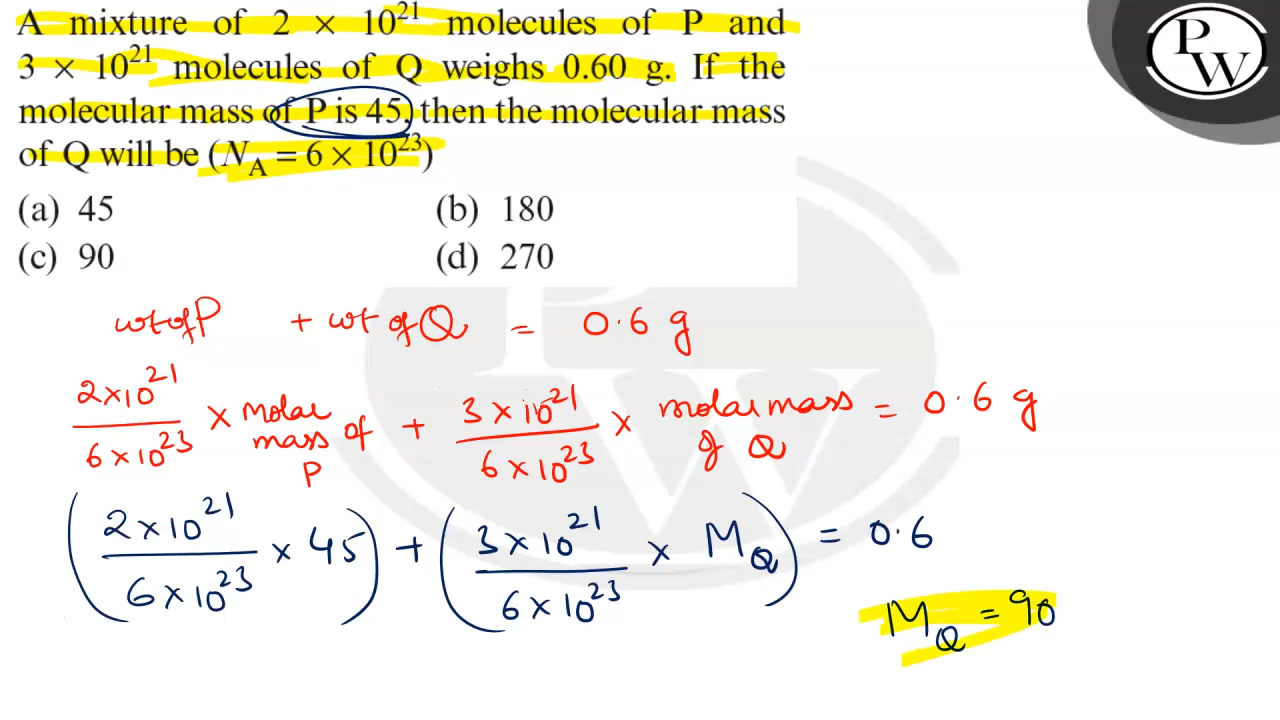 A mixture of 2 × 10²¹ molecules of P and
3 × 10²¹ molecules of Q weighs 0.60 g. If the
molecular mass of P is 45, then the molecular mass
of Q will be (N_A = 6 × 10²³)
(a) 45 (b) 180
(c) 90 (d) 270
PW
wt of P + wt of Q = 0.6 g
2×10²¹/6×10²³ × molar mass of P + 3×10²¹/6×10²³ × molar mass of Q = 0.6 g
(2×10²¹/6×10²³ × 45) + (3×10²¹/6×10²³ × M_Q) = 0.6
M_Q = 90